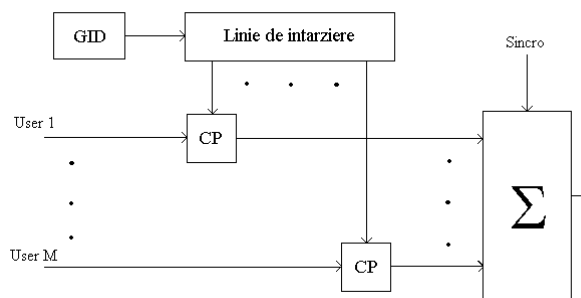 GID
Linie de intarziere
Sincro
User 1
CP
Σ
User M
CP